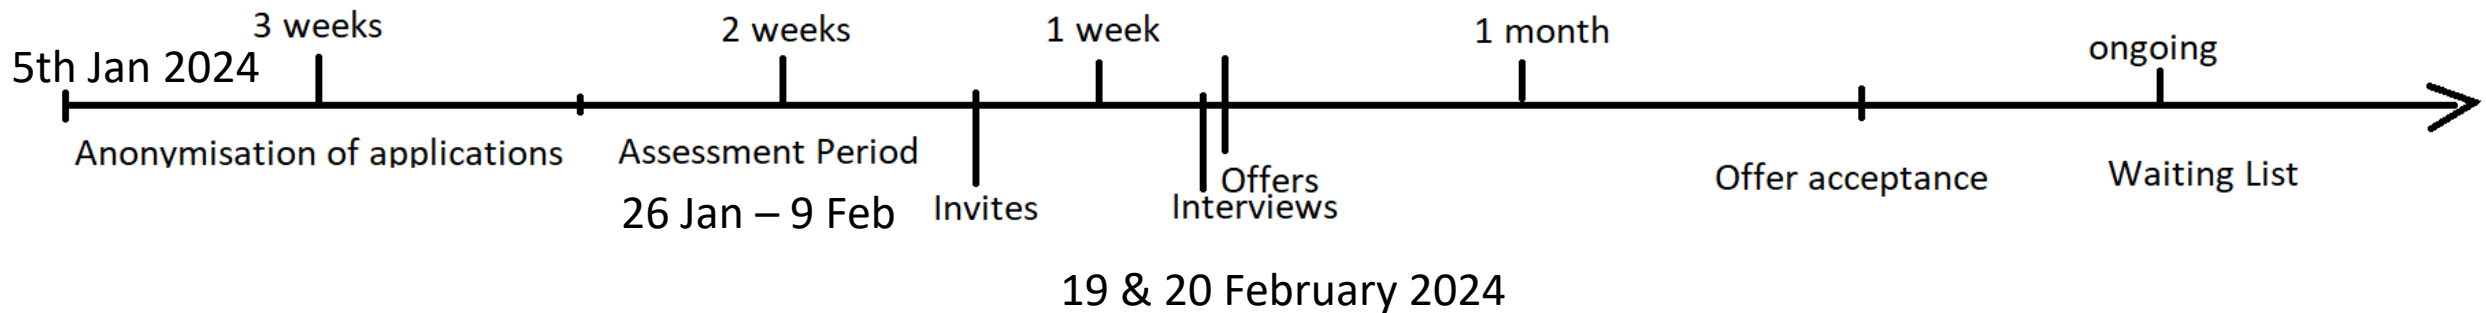 3 weeks
2 weeks
1 week
1 month
ongoing
5th Jan 2024
Anonymisation of applications
Assessment Period
26 Jan – 9 Feb
Invites
Offers
Interviews
Offer acceptance
Waiting List
19 & 20 February 2024